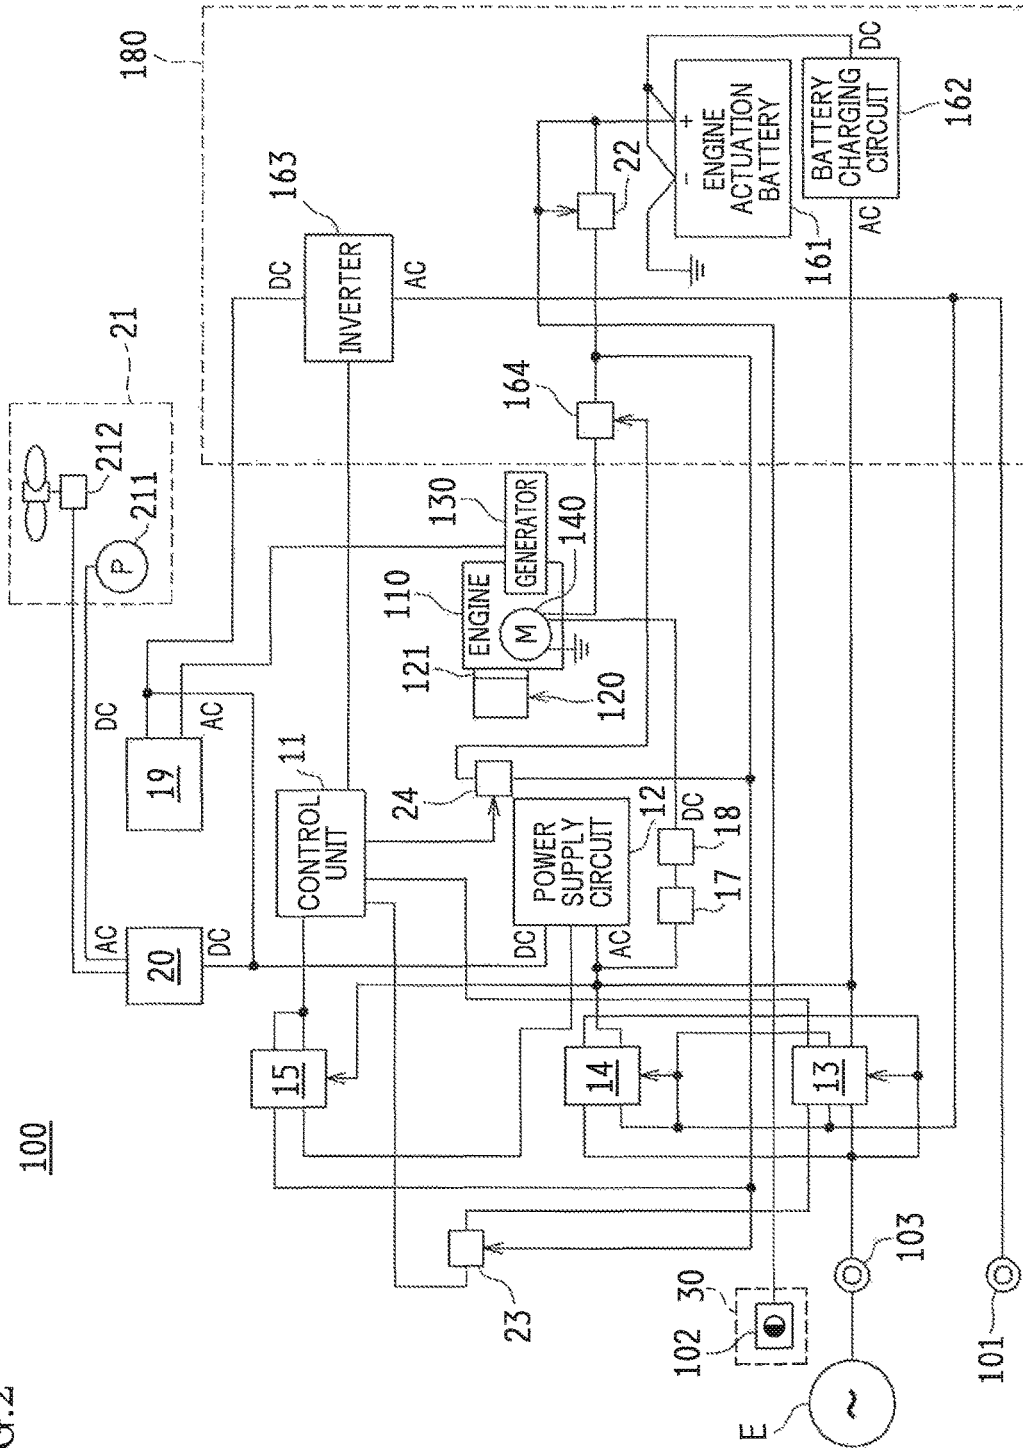 G.2
100
180
21
163
DC
INVERTER
AC
212
211
P
22
+
-
ENGINE
ACTUATION
BATTERY
161
DC
BATTERY
CHARGING
CIRCUIT
162
AC
164
130
GENERATOR
140
110
ENGINE
M
121
120
DC
AC
19
11
CONTROL
UNIT
24
12
POWER
SUPPLY
CIRCUIT
DC
18
17
AC
20
DC
DC
AC
15
14
13
23
30
102
103
101
E
~